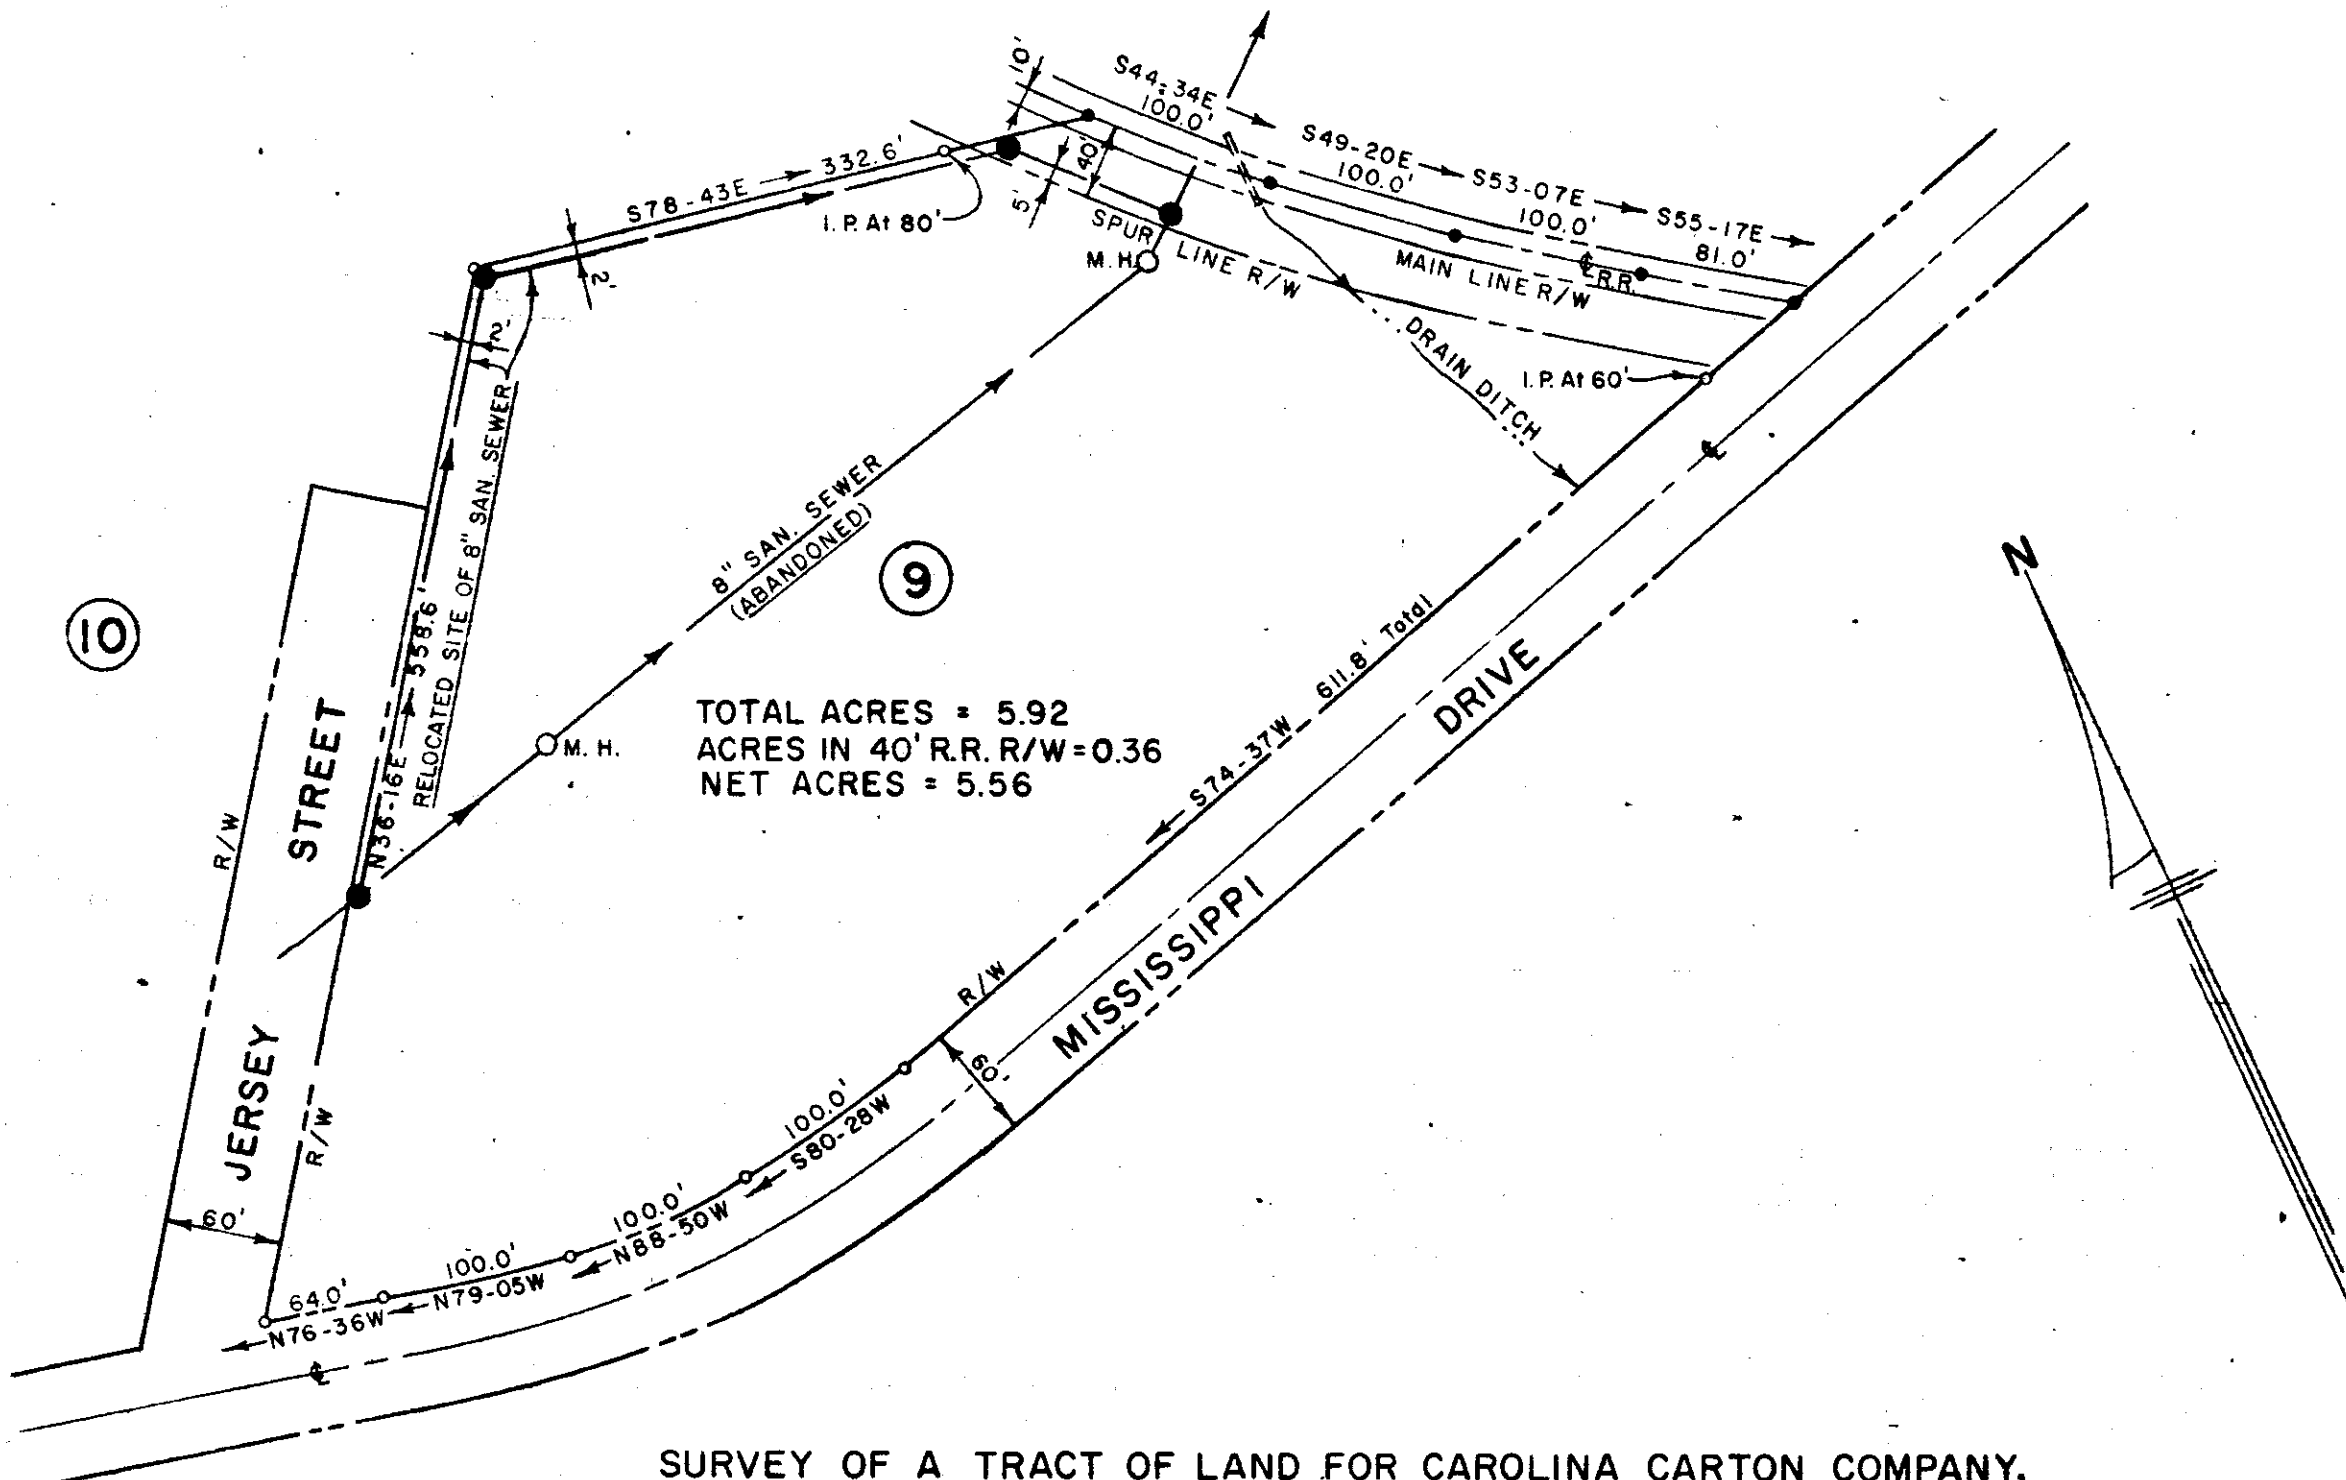 10'
S44-34E
100.0'
S49-20E
100.0'
S53-07E
100.0'
S55-17E
81.0'
S78-43E 332.6'
I.P. At 80'
40'
5'
2'
2'
SPUR LINE R/W
M.H.
MAIN LINE R/W
℄ R.R.
I.P. At 60'
DRAIN DITCH
℄
RELOCATED SITE OF 8" SAN. SEWER
N36-16E 558.6'
8" SAN. SEWER
(ABANDONED)
9
10
N
611.8' Total
S74-37W
TOTAL ACRES = 5.92
ACRES IN 40' R.R. R/W = 0.36
NET ACRES = 5.56
M.H.
JERSEY STREET
R/W
R/W
60'
MISSISSIPPI DRIVE
R/W
60'
100.0'
S80-28W
100.0'
N88-50W
100.0'
N79-05W
64.0'
N76-36W
℄
SURVEY OF A TRACT OF LAND FOR CAROLINA CARTON COMPANY.